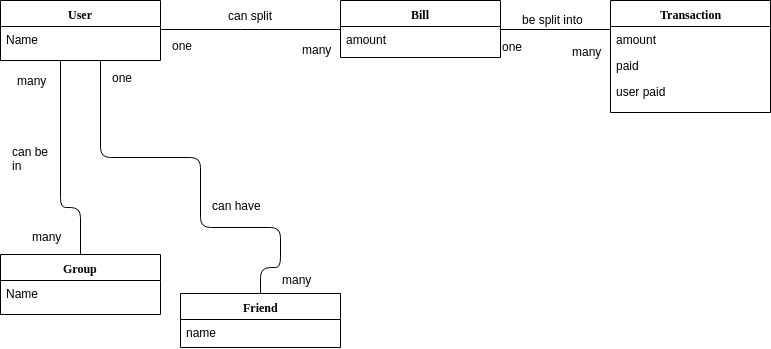 User
can split
Bill
be split into
Transaction
Name
one
many
amount
one
many
amount
paid
user paid
many
one
can be
in
can have
many
many
Group
Name
Friend
name